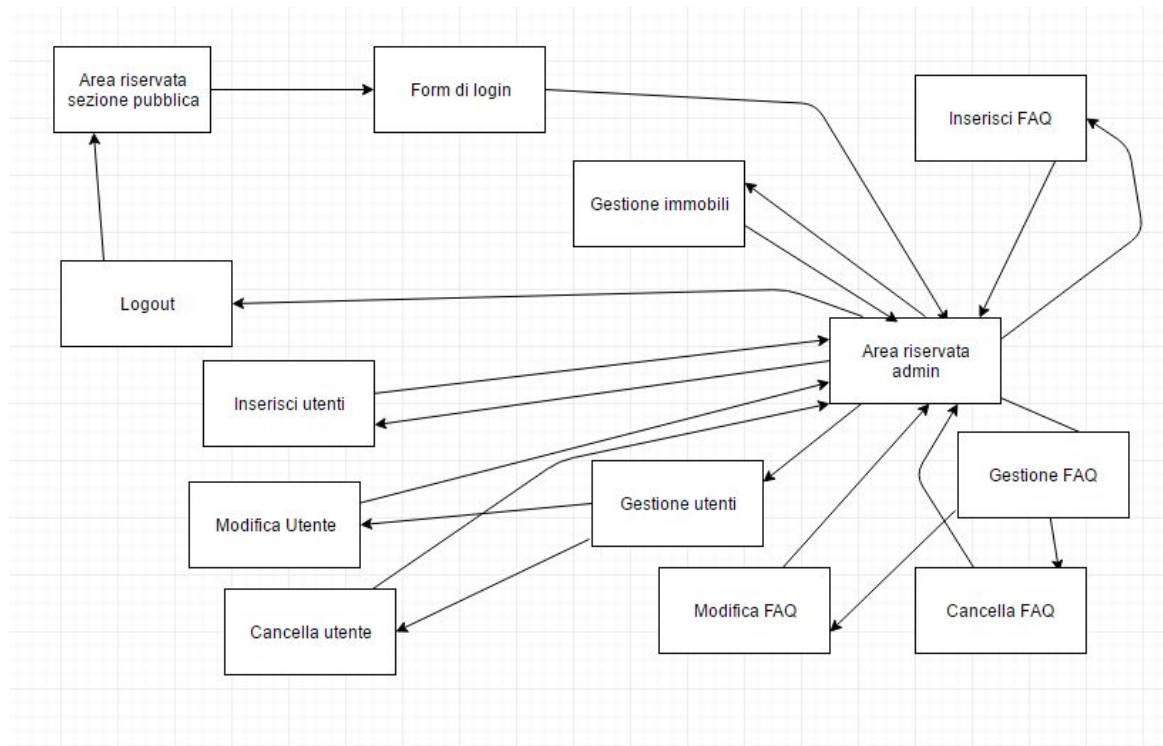 Area riservata
sezione pubblica
Form di login
Inserisci FAQ
Gestione immobili
Logout
Area riservata
admin
Inserisci utenti
Gestione FAQ
Gestione utenti
Modifica Utente
Modifica FAQ
Cancella FAQ
Cancella utente